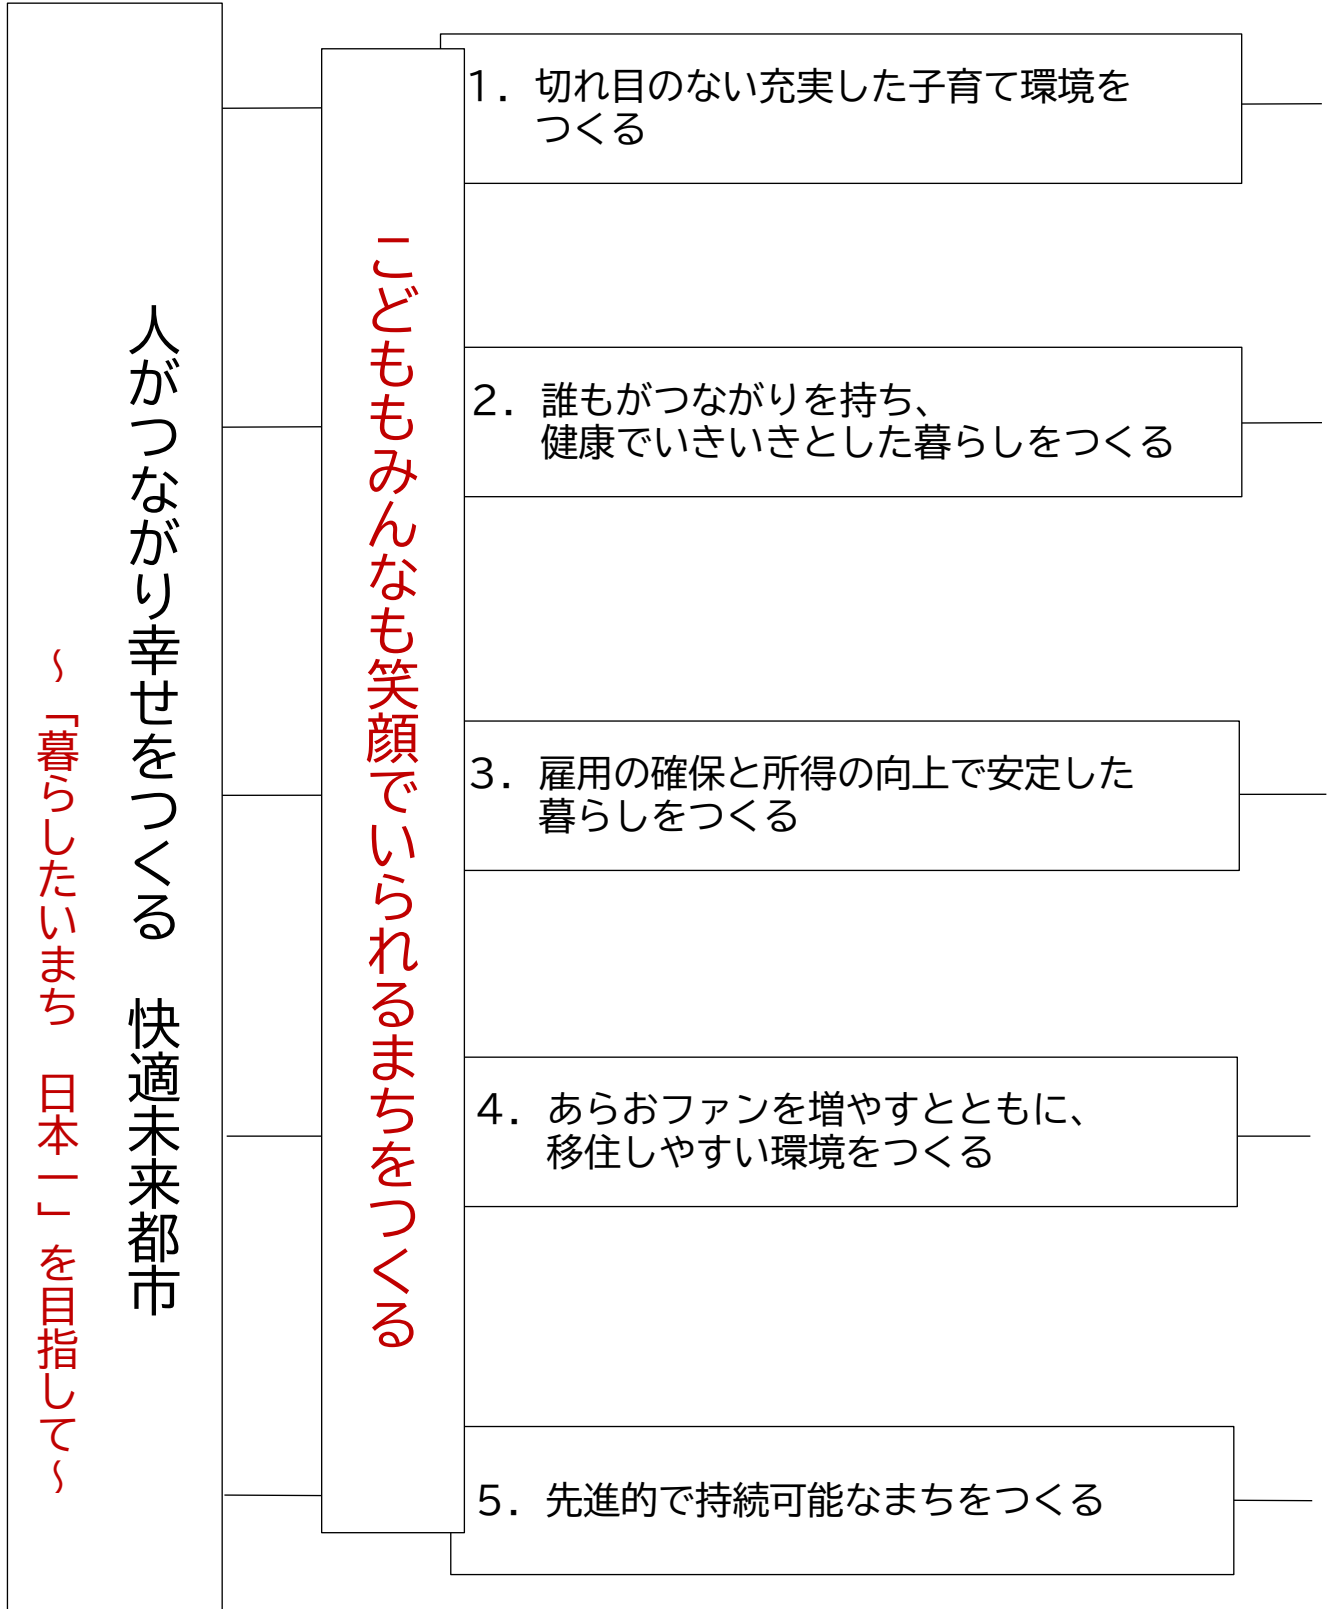 人がつながり幸せをつくる　快適未来都市
～「暮らしたいまち　日本一」を目指して～
こどももみんなも笑顔でいられるまちをつくる
1．切れ目のない充実した子育て環境を
つくる
2．誰もがつながりを持ち、
健康でいきいきとした暮らしをつくる
3．雇用の確保と所得の向上で安定した
暮らしをつくる
4．あらおファンを増やすとともに、
移住しやすい環境をつくる
5．先進的で持続可能なまちをつくる